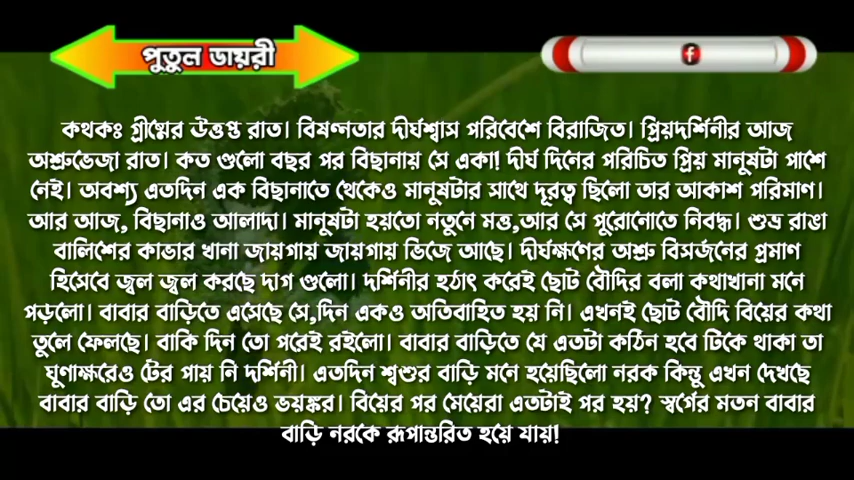 পুতুল ডায়রী
f
কথকঃ গ্রীষ্মের উত্তপ্ত রাত। বিষণ্নতার দীর্ঘশ্বাস পরিবেশে বিরাজিত। প্রিয়দর্শিনীর আজ
অশ্রুভেজা রাত। কত গুলো বছর পর বিছানায় সে একা! দীর্ঘ দিনের পরিচিত প্রিয় মানুষটা পাশে
নেই। অবশ্য এতদিন এক বিছানাতে থেকেও মানুষটার সাথে দূরত্ব ছিলো তার আকাশ পরিমাণ।
আর আজ, বিছানাও আলাদা। মানুষটা হয়তো নতুনে মত্ত,আর সে পুরোনোতে নিবদ্ধ। শুভ্র রাঙা
বালিশের কাভার খানা জায়গায় জায়গায় ভিজে আছে। দীর্ঘক্ষণের অশ্রু বিসর্জনের প্রমাণ
হিসেবে জ্বল জ্বল করছে দাগ গুলো। দর্শিনীর হঠাৎ করেই ছোট বৌদির বলা কথাখানা মনে
পড়লো। বাবার বাড়িতে এসেছে সে,দিন একও অতিবাহিত হয় নি। এখনই ছোট বৌদি বিয়ের কথা
তুলে ফেলছে। বাকি দিন তো পরেই রইলো। বাবার বাড়িতে যে এতটা কঠিন হবে টিকে থাকা তা
ঘুণাক্ষরেও টের পায় নি দর্শিনী। এতদিন শ্বশুর বাড়ি মনে হয়েছিলো নরক কিন্তু এখন দেখছে
বাবার বাড়ি তো এর চেয়েও ভয়ঙ্কর। বিয়ের পর মেয়েরা এতটাই পর হয়? স্বর্গের মতন বাবার
বাড়ি নরকে রূপান্তরিত হয়ে যায়!